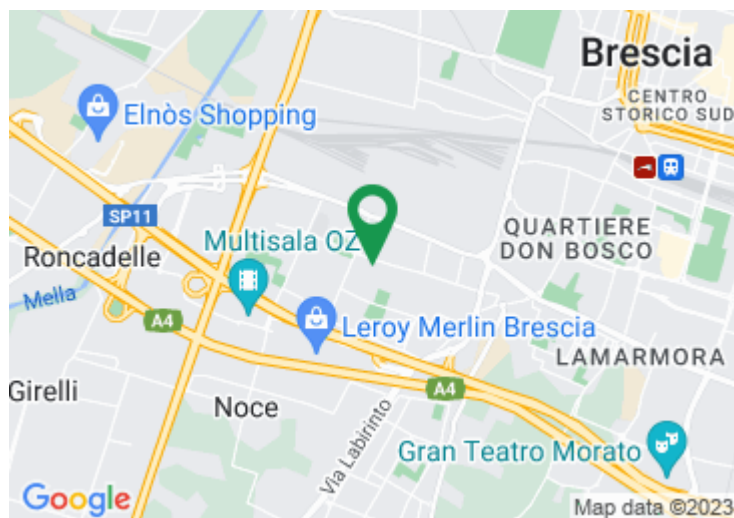 Brescia
CENTRO
STORICO SUD
Elnòs Shopping
SP11
QUARTIERE
DON BOSCO
Multisala OZ
Roncadelle
Mella
A4
Leroy Merlin Brescia
LAMARMORA
A4
Girelli
Noce
Via Labirinto
Gran Teatro Morato
Google
Map data ©2023